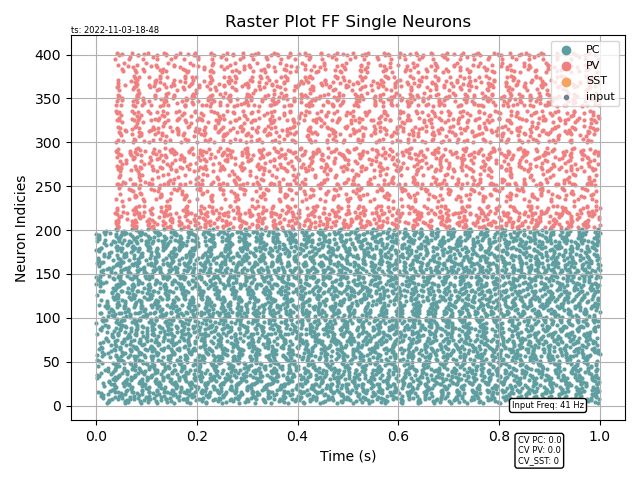 ts: 2022-11-03-18-48
Raster Plot FF Single Neurons
PC
PV
SST
input
Neuron Indicies
400
350
300
250
200
150
100
50
0
Input Freq: 41 Hz
0.0 0.2 0.4 0.6 0.8 1.0
Time (s)
CV PC: 0.0
CV PV: 0.0
CV_SST: 0